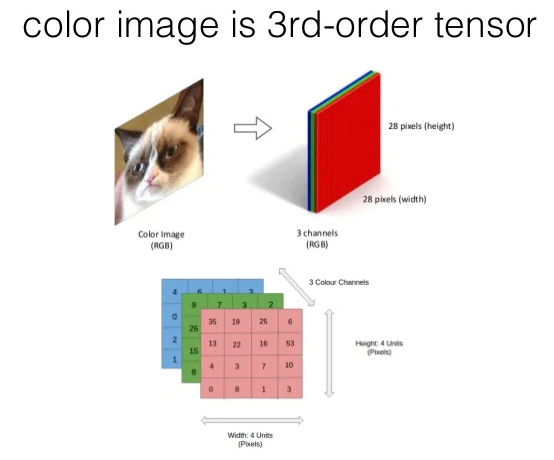 color image is 3rd-order tensor
28 pixels (height)
28 pixels (width)
Color Image
(RGB)
3 channels
(RGB)
3 Colour Channels
4 6 1 3
9 7 3 2
0
35 19 25 6
26
13 22 16 53
2
15
4 3 7 10
1
8
0 8 1 3
Height: 4 Units
(Pixels)
Width: 4 Units
(Pixels)